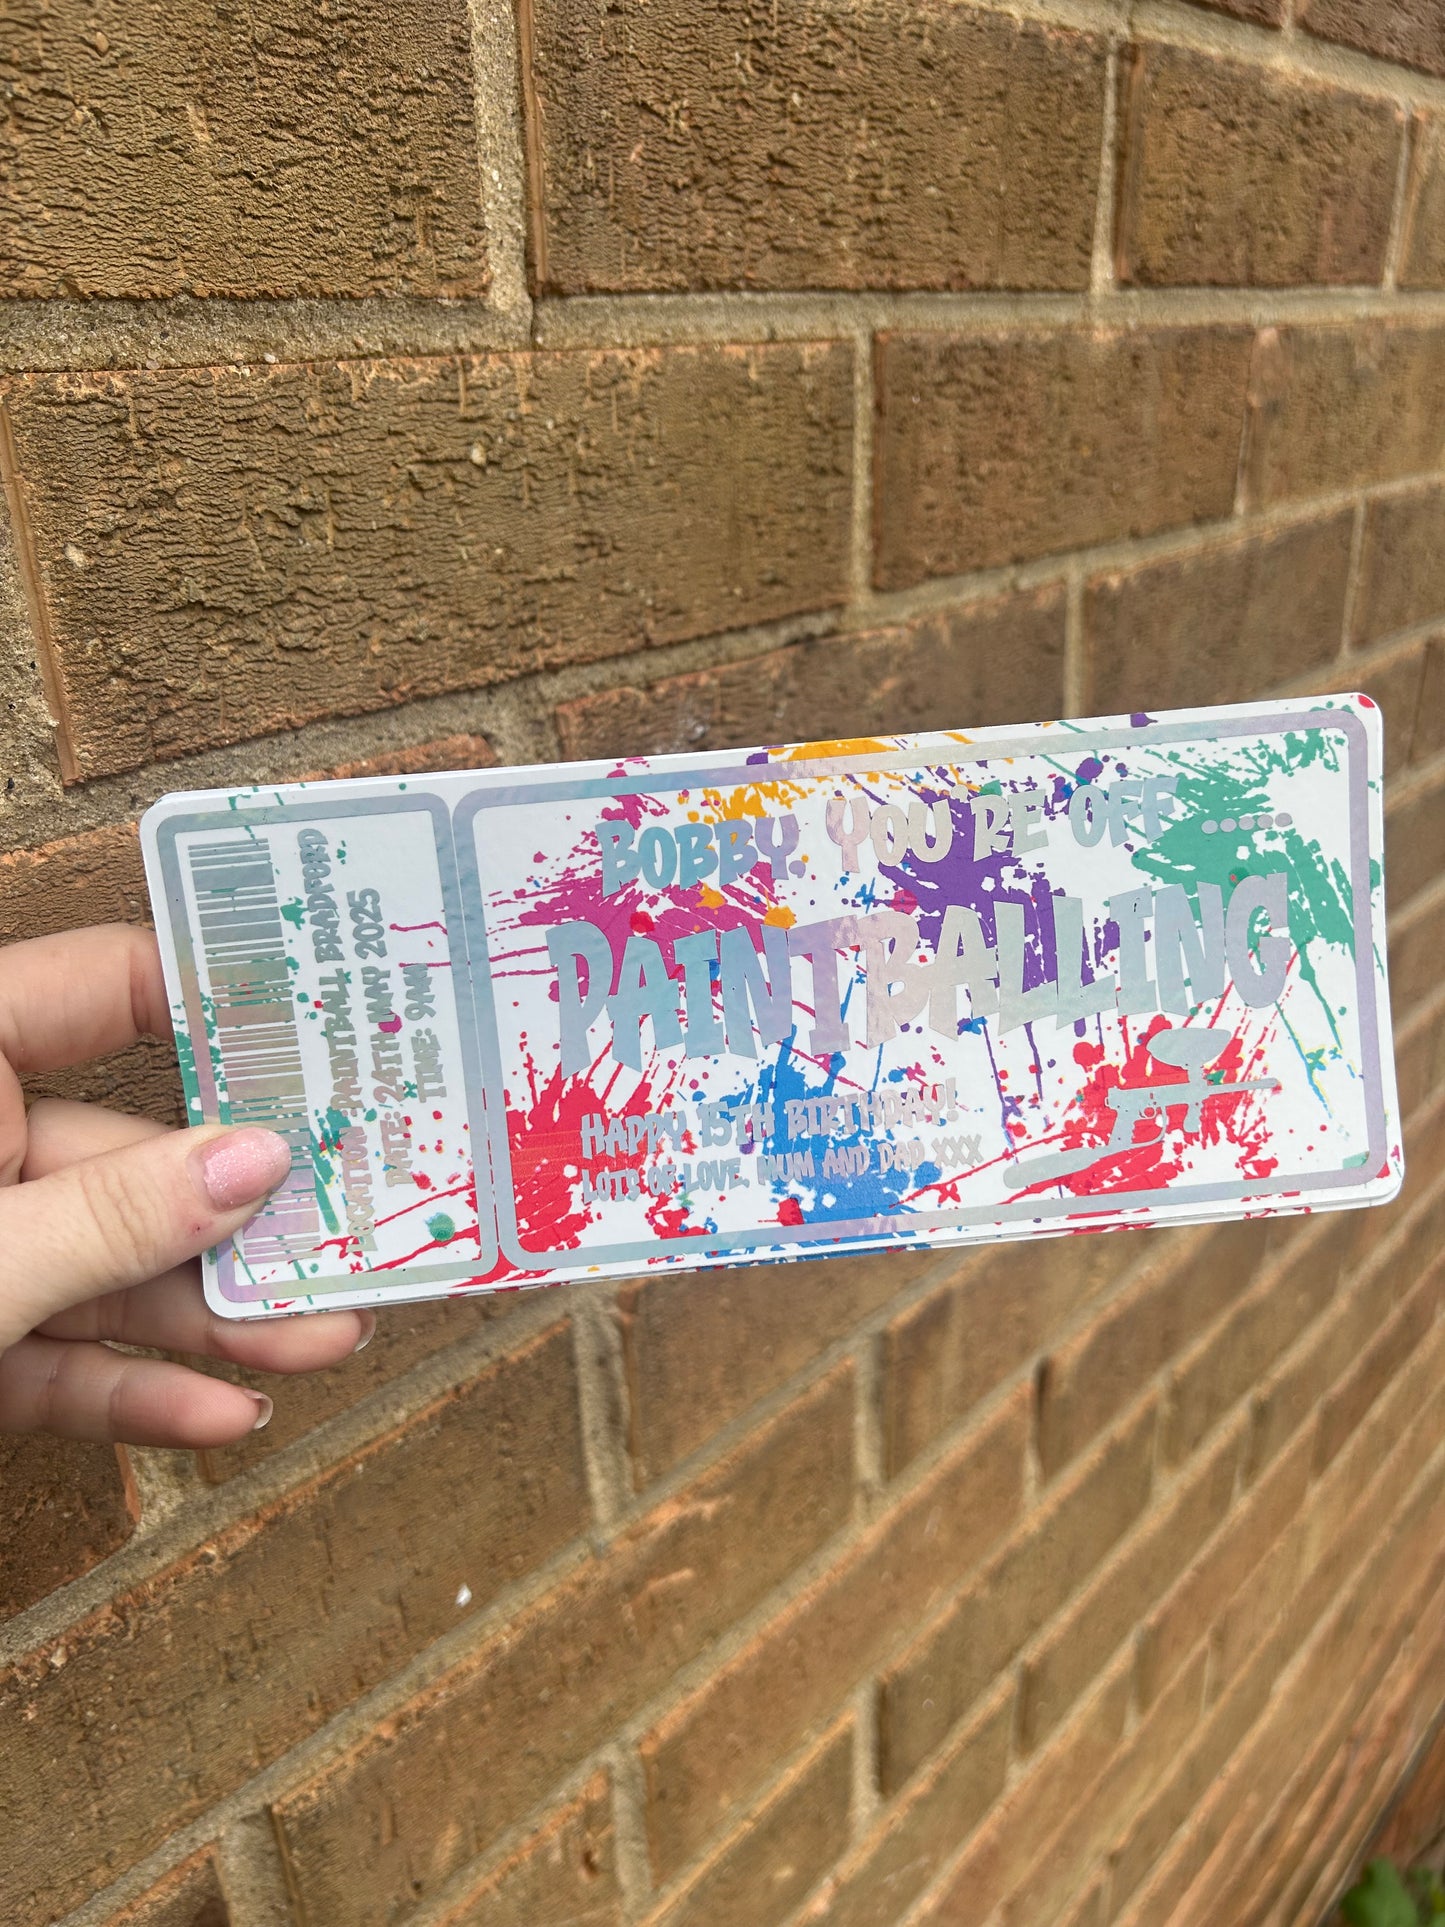 LOCATION: PAINTBALL BRADFORD
DATE: 24TH MAY 2025
TIME: 9AM
BOBBY, YOU'RE OFF .....
PAINTBALLING
HAPPY 15TH BIRTHDAY!
LOTS OF LOVE, MUM AND DAD XXX